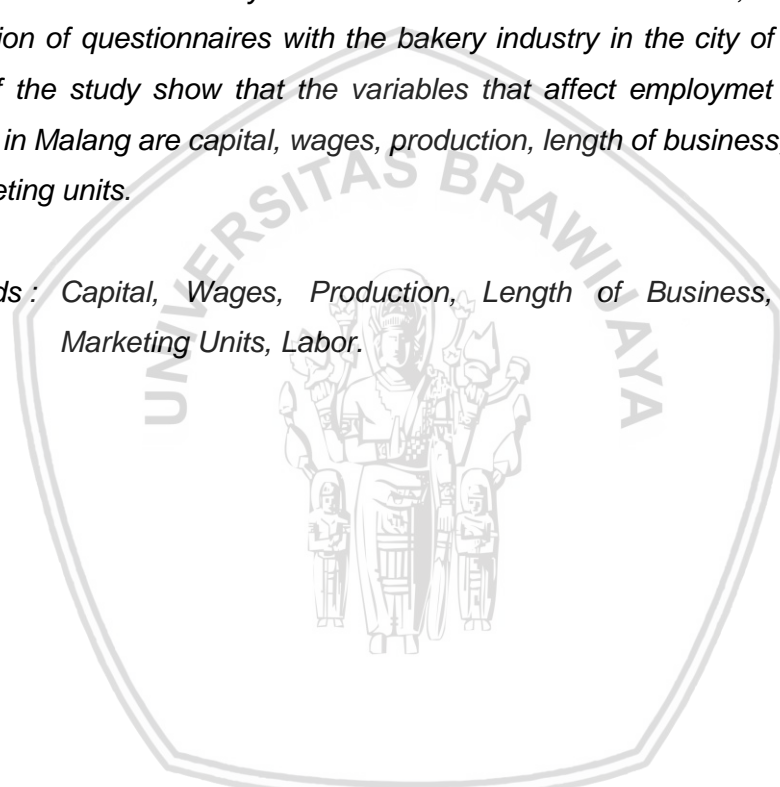 ion of questionnaires with the bakery industry in the city of
f the study show that the variables that affect employmet
in Malang are capital, wages, production, length of business,
eting units.
UNIVERSITAS BRAWIJAYA
ds : Capital, Wages, Production, Length of Business,
Marketing Units, Labor.